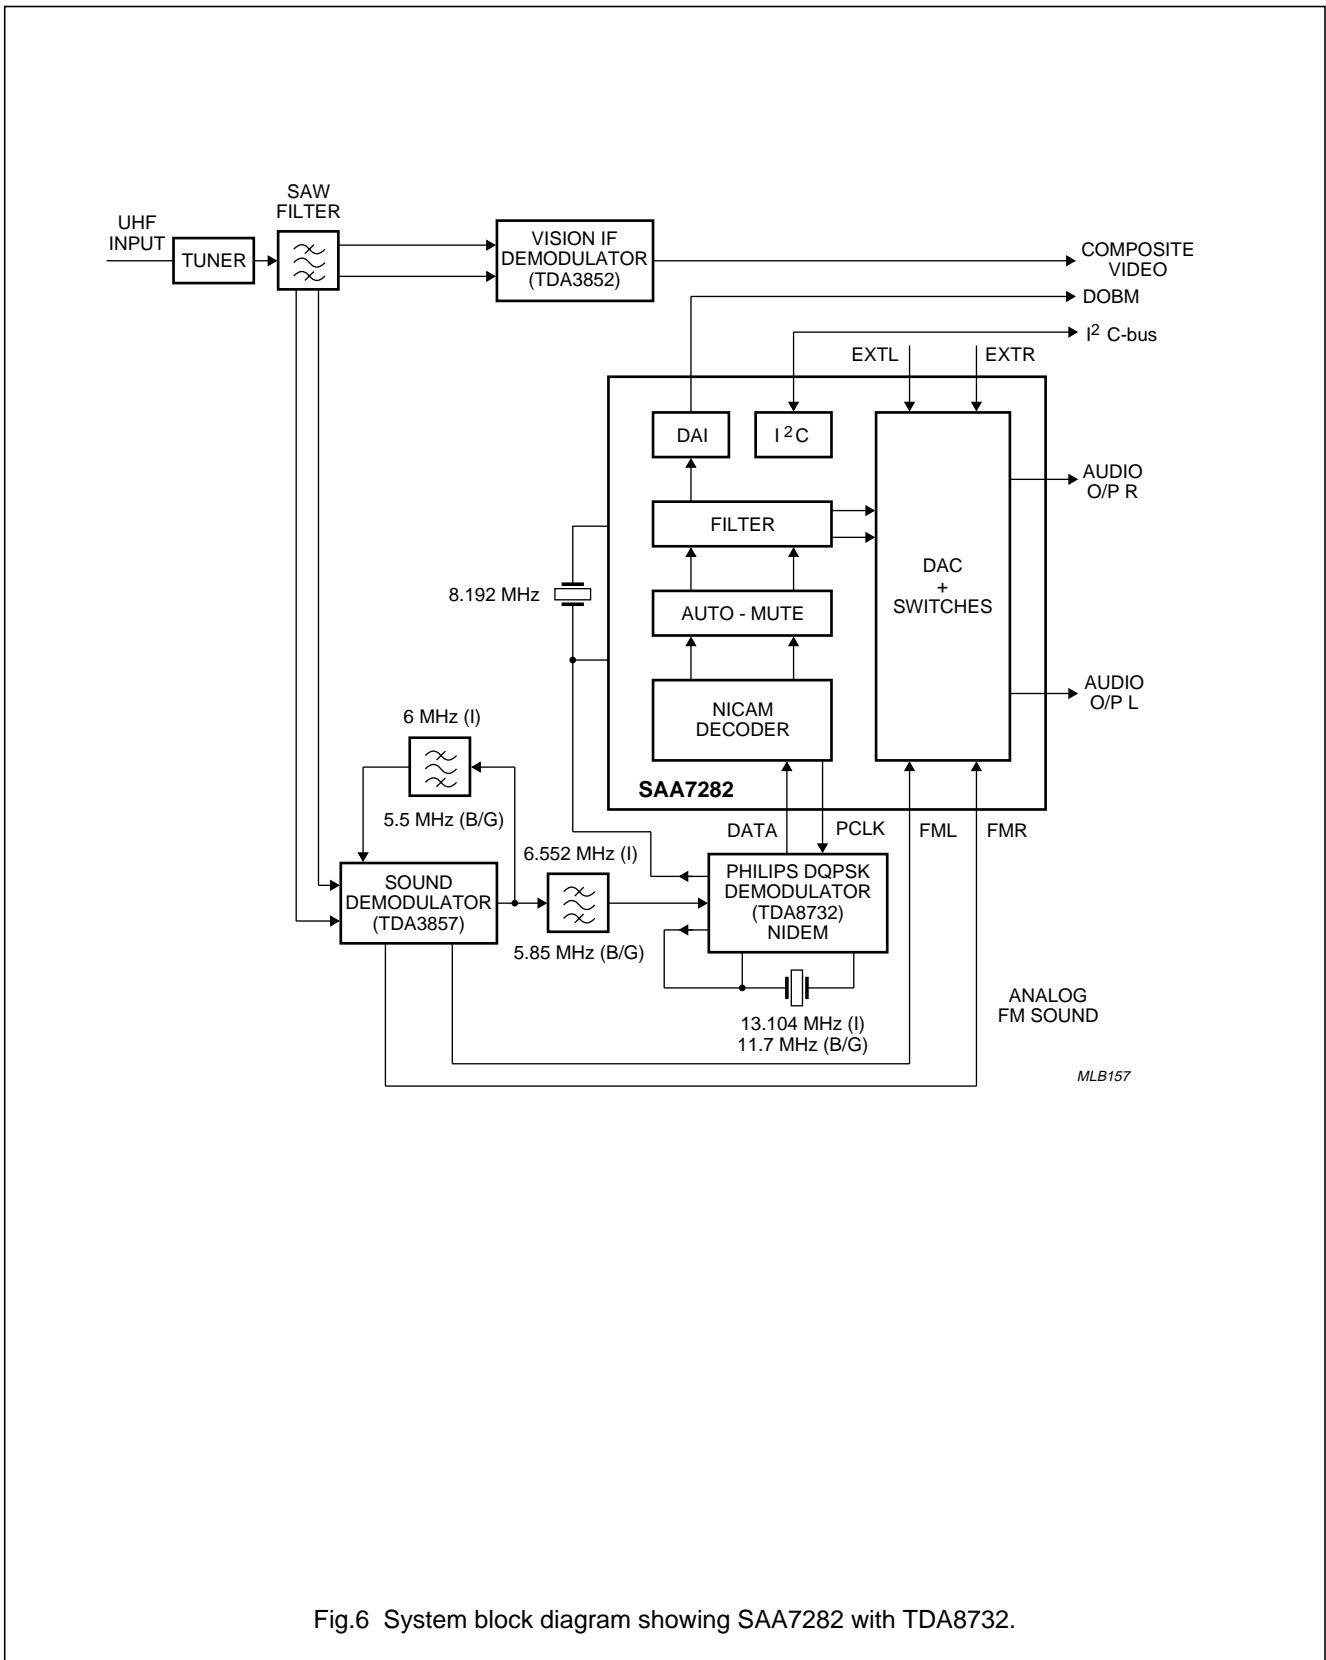 SAW
FILTER
UHF
INPUT
TUNER
VISION IF
DEMODULATOR
(TDA3852)
COMPOSITE
VIDEO
DOBM
I² C-bus
EXTL
EXTR
DAI
I²C
AUDIO
O/P R
FILTER
DAC
+
SWITCHES
8.192 MHz
AUTO - MUTE
AUDIO
O/P L
NICAM
DECODER
6 MHz (I)
SAA7282
5.5 MHz (B/G)
DATA
PCLK
FML
FMR
6.552 MHz (I)
SOUND
DEMODULATOR
(TDA3857)
PHILIPS DQPSK
DEMODULATOR
(TDA8732)
NIDEM
5.85 MHz (B/G)
13.104 MHz (I)
11.7 MHz (B/G)
ANALOG
FM SOUND
MLB157
Fig.6 System block diagram showing SAA7282 with TDA8732.